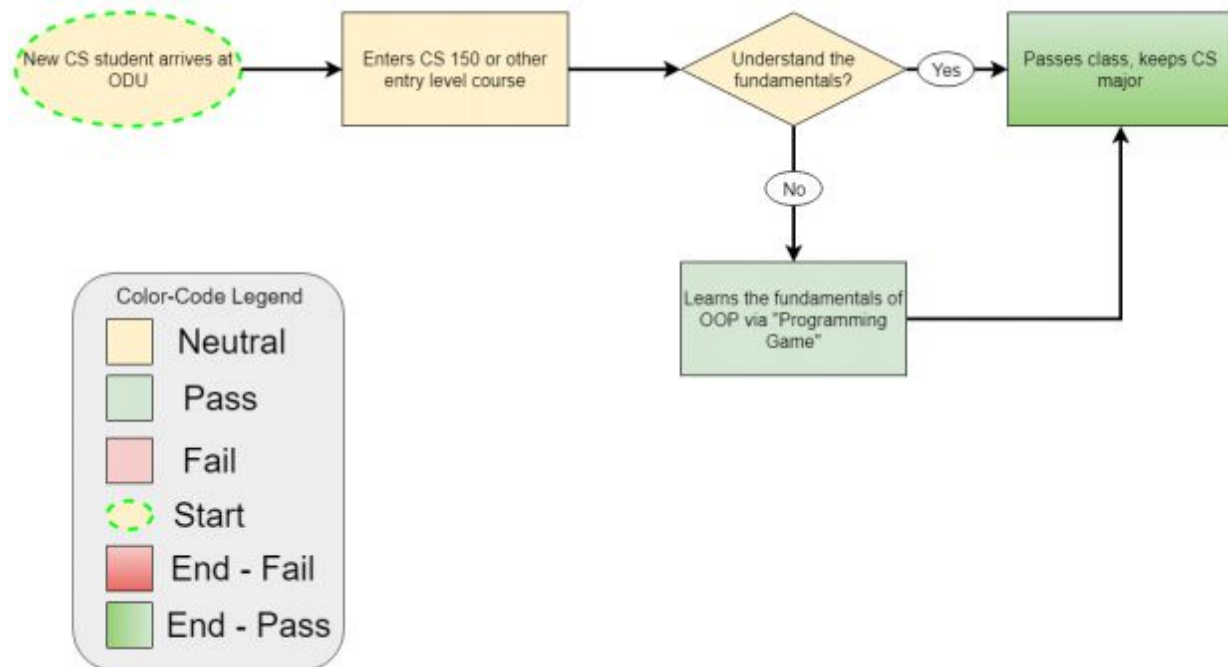 New CS student arrives at
ODU
Enters CS 150 or other
entry level course
Understand the
fundamentals?
Yes
Passes class, keeps CS
major
No
Learns the fundamentals of
OOP via "Programming
Game"
Color-Code Legend
Neutral
Pass
Fail
Start
End - Fail
End - Pass